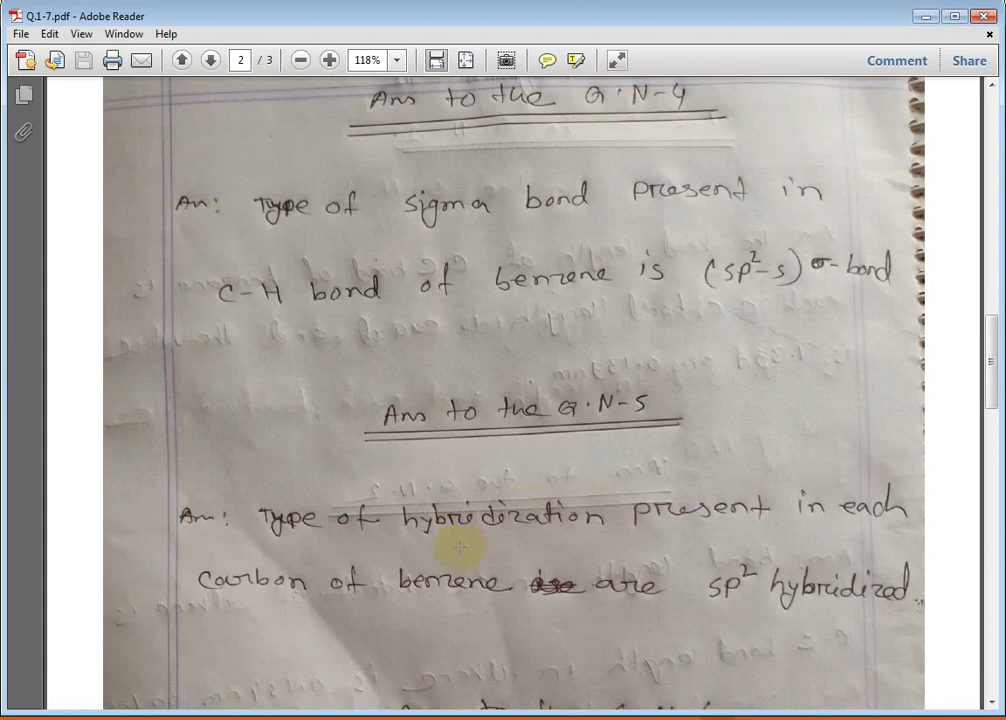 Q.1-7.pdf - Adobe Reader
File Edit View Window Help
2 / 3 118% Comment Share
Ans to the Q.N-4
An: Type of sigma bond present in
C-H bond of benzene is (sp²-s) σ-bond
Ans to the Q.N-5
An: Type of hybridization present in each
carbon of benzene are sp² hybridized.